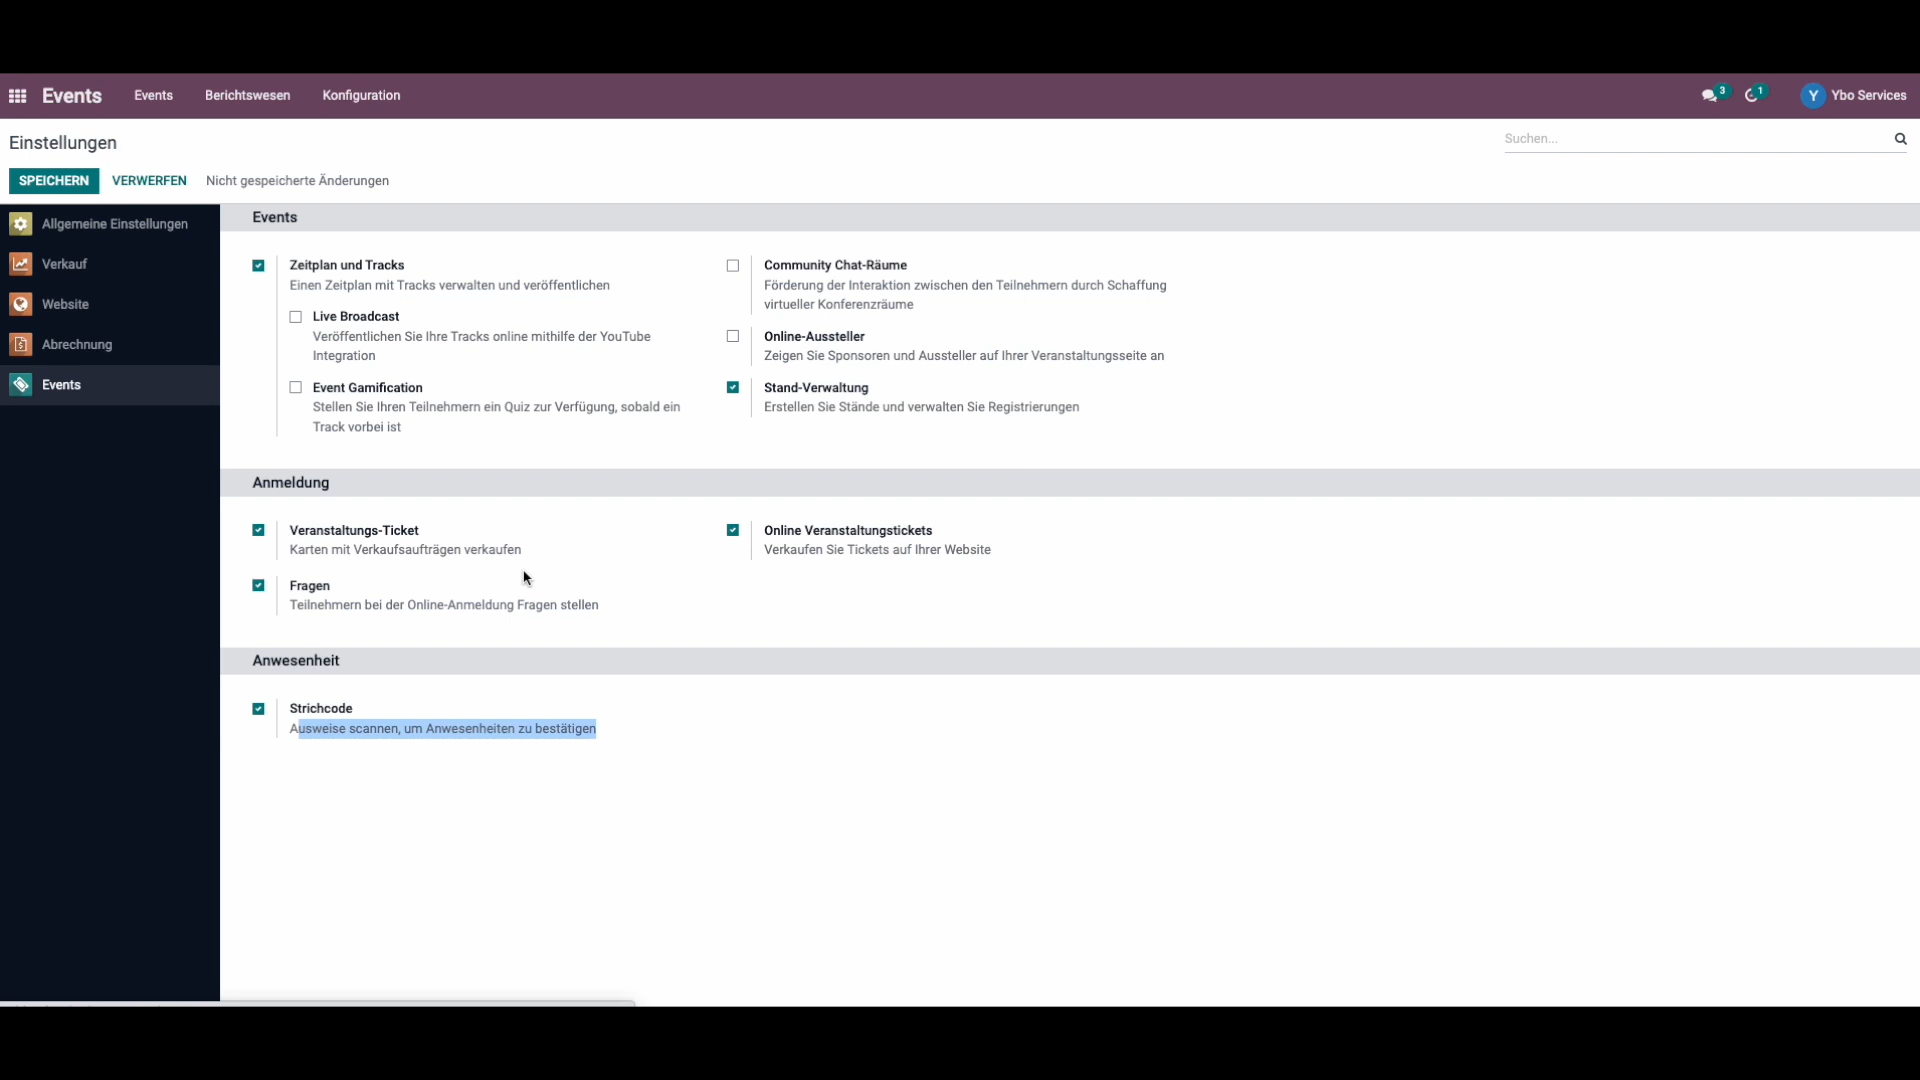 Events Events Berichtswesen Konfiguration 3 1 Y Ybo Services
Einstellungen
Suchen...
SPEICHERN VERWERFEN Nicht gespeicherte Änderungen
Allgemeine Einstellungen
Verkauf
Website
Abrechnung
Events
Events
Zeitplan und Tracks
Einen Zeitplan mit Tracks verwalten und veröffentlichen
Live Broadcast
Veröffentlichen Sie Ihre Tracks online mithilfe der YouTube
Integration
Event Gamification
Stellen Sie Ihren Teilnehmern ein Quiz zur Verfügung, sobald ein
Track vorbei ist
Community Chat-Räume
Förderung der Interaktion zwischen den Teilnehmern durch Schaffung
virtueller Konferenzräume
Online-Aussteller
Zeigen Sie Sponsoren und Aussteller auf Ihrer Veranstaltungsseite an
Stand-Verwaltung
Erstellen Sie Stände und verwalten Sie Registrierungen
Anmeldung
Veranstaltungs-Ticket
Karten mit Verkaufsaufträgen verkaufen
Online Veranstaltungstickets
Verkaufen Sie Tickets auf Ihrer Website
Fragen
Teilnehmern bei der Online-Anmeldung Fragen stellen
Anwesenheit
Strichcode
Ausweise scannen, um Anwesenheiten zu bestätigen